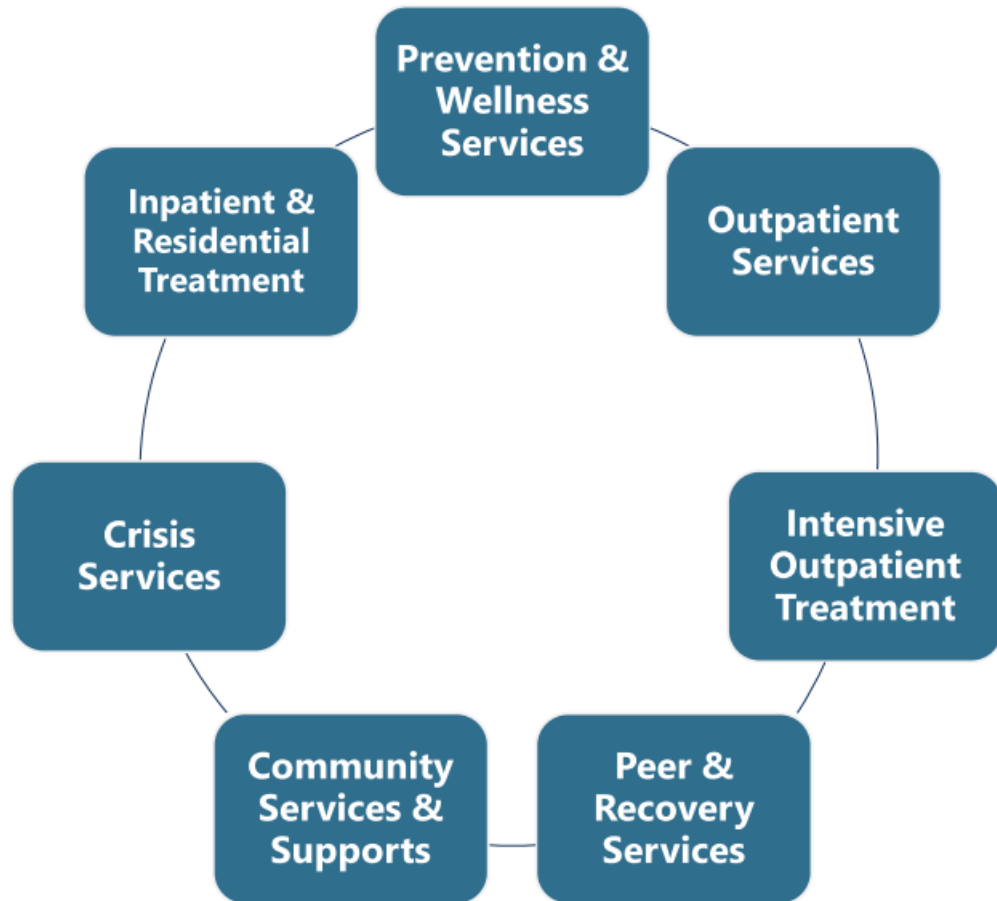 Prevention &
Wellness
Services
Outpatient
Services
Intensive
Outpatient
Treatment
Peer &
Recovery
Services
Community
Services &
Supports
Crisis
Services
Inpatient &
Residential
Treatment